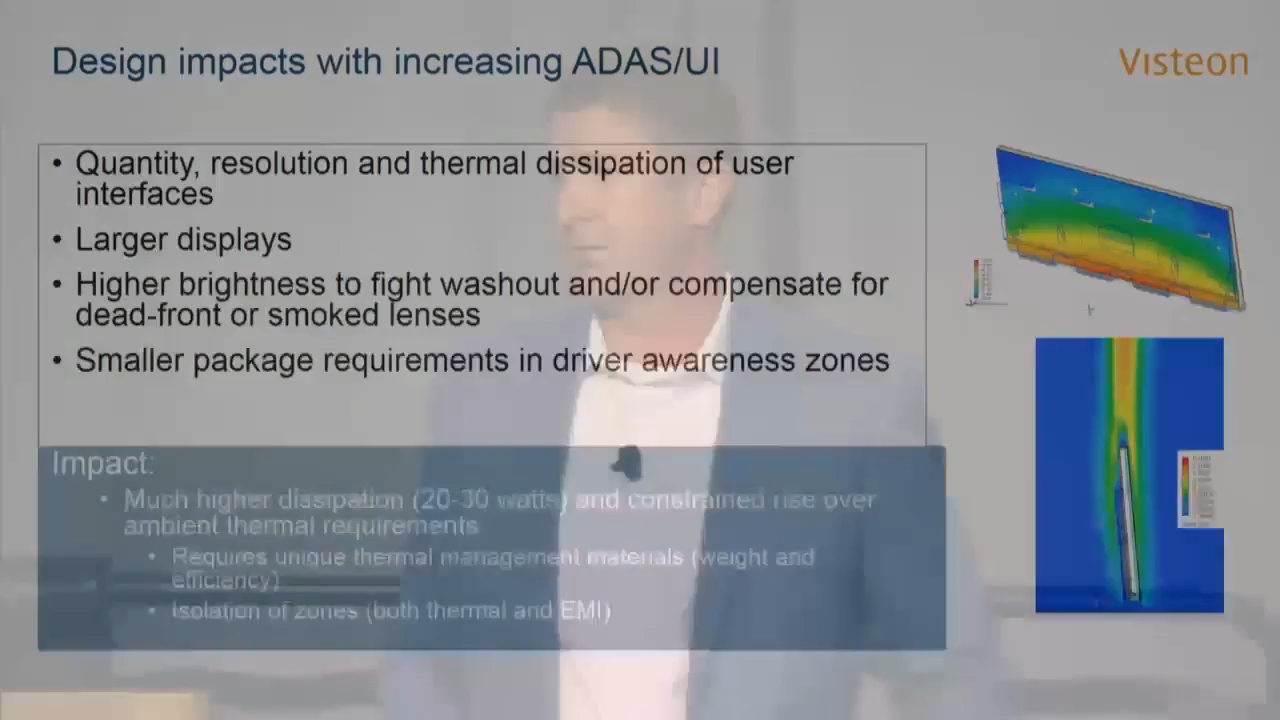 Design impacts with increasing ADAS/UI
Visteon
• Quantity, resolution and thermal dissipation of user
interfaces
• Larger displays
• Higher brightness to fight washout and/or compensate for
dead-front or smoked lenses
• Smaller package requirements in driver awareness zones
Impact:
• Much higher dissipation (20-30 watts) and constrained rise over
ambient thermal requirements
• Requires unique thermal management materials (weight and
efficiency)
• Isolation of zones (both thermal and EMI)